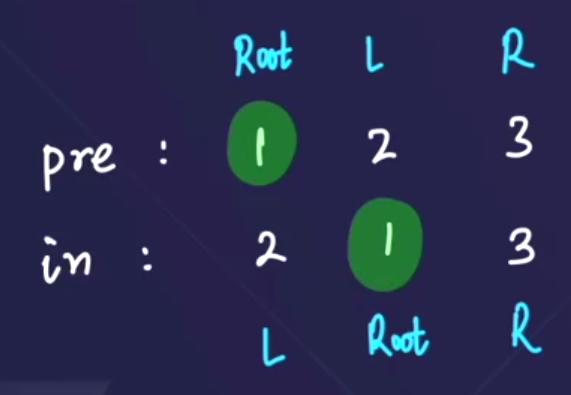 Root L R
pre : 1 2 3
in : 2 1 3
L Root R